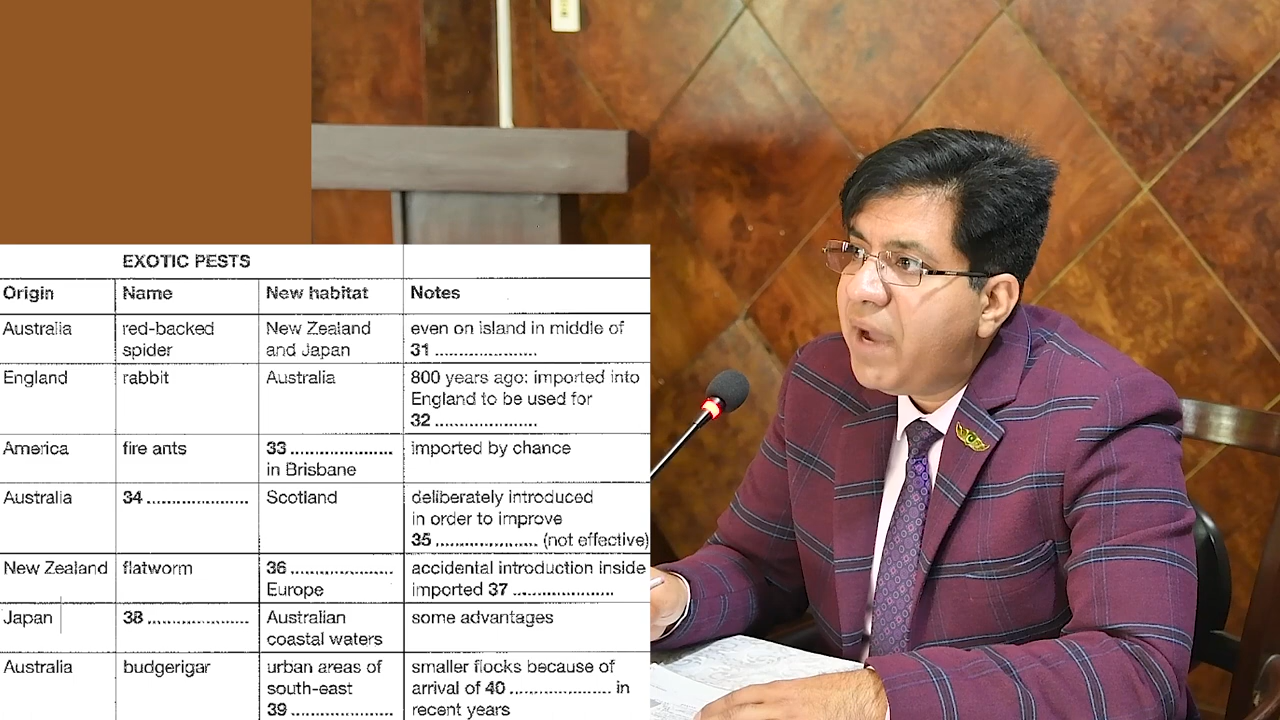 EXOTIC PESTS
Origin Name New habitat Notes
Australia red-backed spider New Zealand and Japan even on island in middle of 31 .....................
England rabbit Australia 800 years ago: imported into England to be used for 32 .....................
America fire ants 33 ..................... in Brisbane imported by chance
Australia 34 ..................... Scotland deliberately introduced in order to improve 35 ..................... (not effective)
New Zealand flatworm 36 ..................... Europe accidental introduction inside imported 37 .....................
Japan 38 ..................... Australian coastal waters some advantages
Australia budgerigar urban areas of south-east 39 ..................... smaller flocks because of arrival of 40 ..................... in recent years